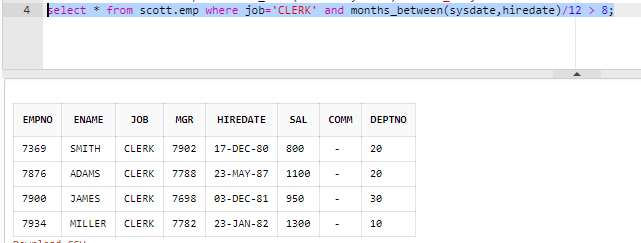 4 select * from scott.emp where job='CLERK' and months_between(sysdate,hiredate)/12 > 8;
EMPNO ENAME JOB MGR HIREDATE SAL COMM DEPTNO
7369 SMITH CLERK 7902 17-DEC-80 800 - 20
7876 ADAMS CLERK 7788 23-MAY-87 1100 - 20
7900 JAMES CLERK 7698 03-DEC-81 950 - 30
7934 MILLER CLERK 7782 23-JAN-82 1300 - 10
Download CSV